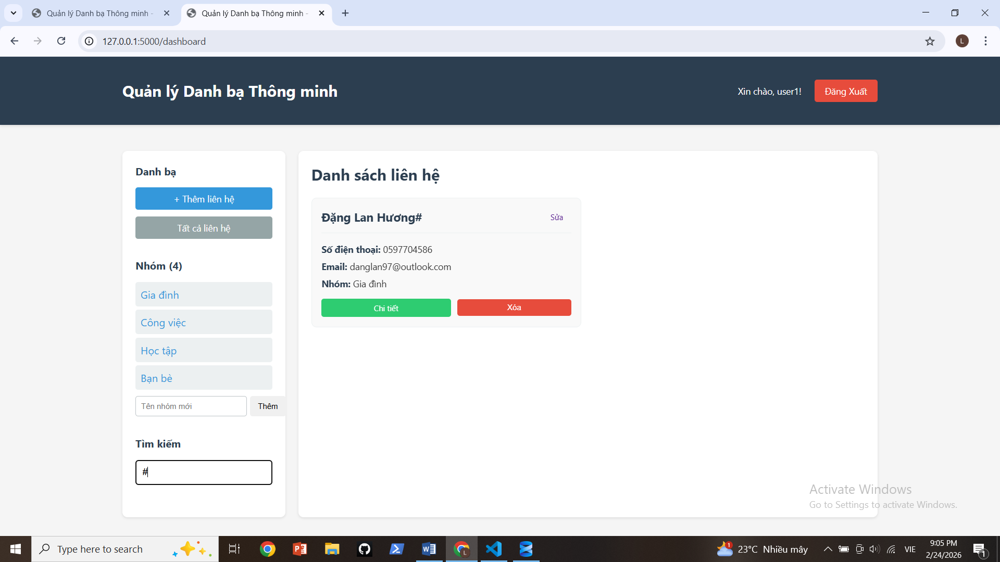 Quản lý Danh bạ Thông minh -
Quản lý Danh bạ Thông minh -
127.0.0.1:5000/dashboard
L
Quản lý Danh bạ Thông minh
Xin chào, user1!
Đăng Xuất
Danh bạ
+ Thêm liên hệ
Tất cả liên hệ
Nhóm (4)
Gia đình
Công việc
Học tập
Bạn bè
Tên nhóm mới
Thêm
Tìm kiếm
#
Danh sách liên hệ
Đặng Lan Hương#
Sửa
Số điện thoại: 0597704586
Email: danglan97@outlook.com
Nhóm: Gia đình
Chi tiết
Xóa
Activate Windows
Go to Settings to activate Windows.
Type here to search
L
1
23°C Nhiều mây
VIE
9:05 PM
2/24/2026
1